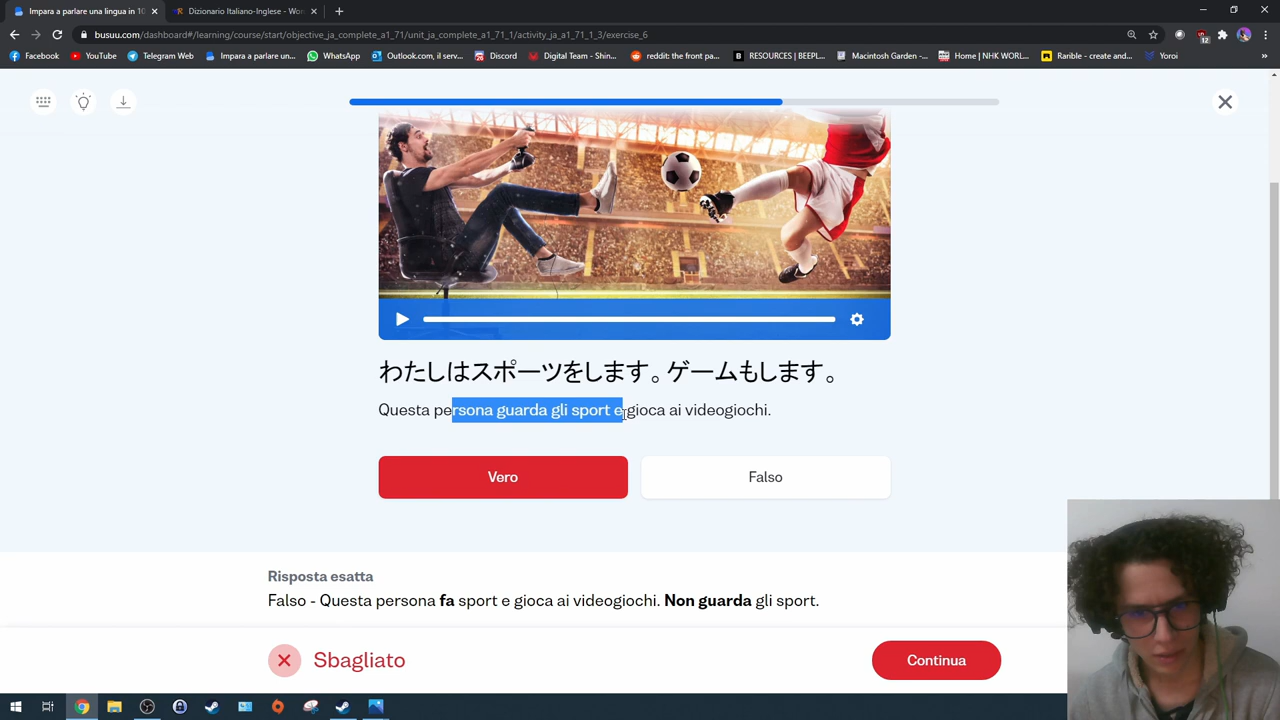 Impara a parlare una lingua in 10
Dizionario Italiano-Inglese - Wor
busuu.com/dashboard#/learning/course/start/objective_ja_complete_a1_71/unit_ja_complete_a1_71_1/activity_ja_a1_71_1_3/exercise_6
Facebook
YouTube
Telegram Web
Impara a parlare un...
WhatsApp
Outlook.com, il serv...
Discord
Digital Team - Shin...
reddit: the front pa...
RESOURCES | BEEPL...
Macintosh Garden -...
Home | NHK WORL...
Rarible - create and...
Yoroi
12
わたしはスポーツをします。ゲームもします。
Questa persona guarda gli sport e gioca ai videogiochi.
Vero
Falso
Risposta esatta
Falso - Questa persona fa sport e gioca ai videogiochi. Non guarda gli sport.
Sbagliato
Continua